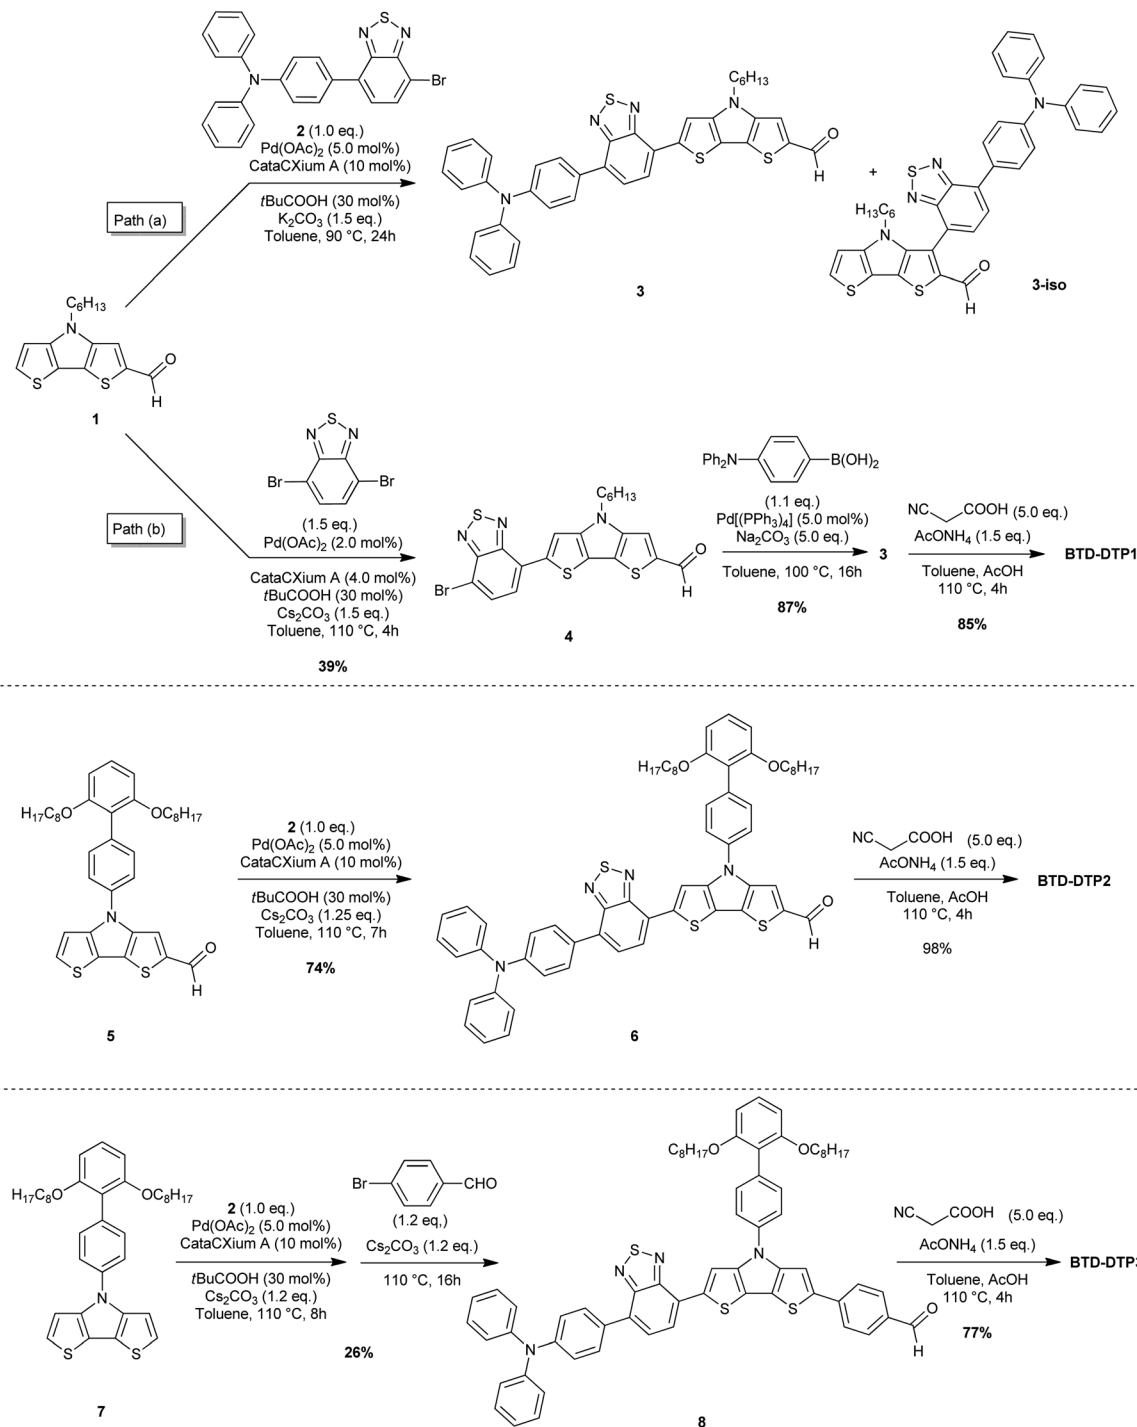 S
N
N
N
Br
2 (1.0 eq.)
Pd(OAc)2 (5.0 mol%)
CataCXium A (10 mol%)
tBuCOOH (30 mol%)
K2CO3 (1.5 eq.)
Toluene, 90 °C, 24h
Path (a)
C6H13
N
S
S
O
H
1
C6H13
S
N
N
N
S
S
O
H
N
3
+
N
N
S
N
H13C6
N
S
S
O
H
3-iso
Path (b)
S
N
N
Br
Br
(1.5 eq.)
Pd(OAc)2 (2.0 mol%)
CataCXium A (4.0 mol%)
tBuCOOH (30 mol%)
Cs2CO3 (1.5 eq.)
Toluene, 110 °C, 4h
39%
C6H13
S
N
N
N
S
S
O
H
Br
4
Ph2N
B(OH)2
(1.1 eq.)
Pd[(PPh3)4] (5.0 mol%)
Na2CO3 (5.0 eq.)
Toluene, 100 °C, 16h
87%
3
NC
COOH (5.0 eq.)
AcONH4 (1.5 eq.)
Toluene, AcOH
110 °C, 4h
85%
BTD-DTP1
H17C8O
OC8H17
N
S
S
O
H
5
2 (1.0 eq.)
Pd(OAc)2 (5.0 mol%)
CataCXium A (10 mol%)
tBuCOOH (30 mol%)
Cs2CO3 (1.25 eq.)
Toluene, 110 °C, 7h
74%
H17C8O
OC8H17
S
N
N
N
S
S
O
H
N
6
NC
COOH (5.0 eq.)
AcONH4 (1.5 eq.)
Toluene, AcOH
110 °C, 4h
98%
BTD-DTP2
H17C8O
OC8H17
N
S
S
7
2 (1.0 eq.)
Pd(OAc)2 (5.0 mol%)
CataCXium A (10 mol%)
tBuCOOH (30 mol%)
Cs2CO3 (1.2 eq.)
Toluene, 110 °C, 8h
Br
CHO
(1.2 eq,)
Cs2CO3 (1.2 eq.)
110 °C, 16h
26%
C8H17O
OC8H17
S
N
N
N
S
S
O
H
N
8
NC
COOH (5.0 eq.)
AcONH4 (1.5 eq.)
Toluene, AcOH
110 °C, 4h
77%
BTD-DTP3